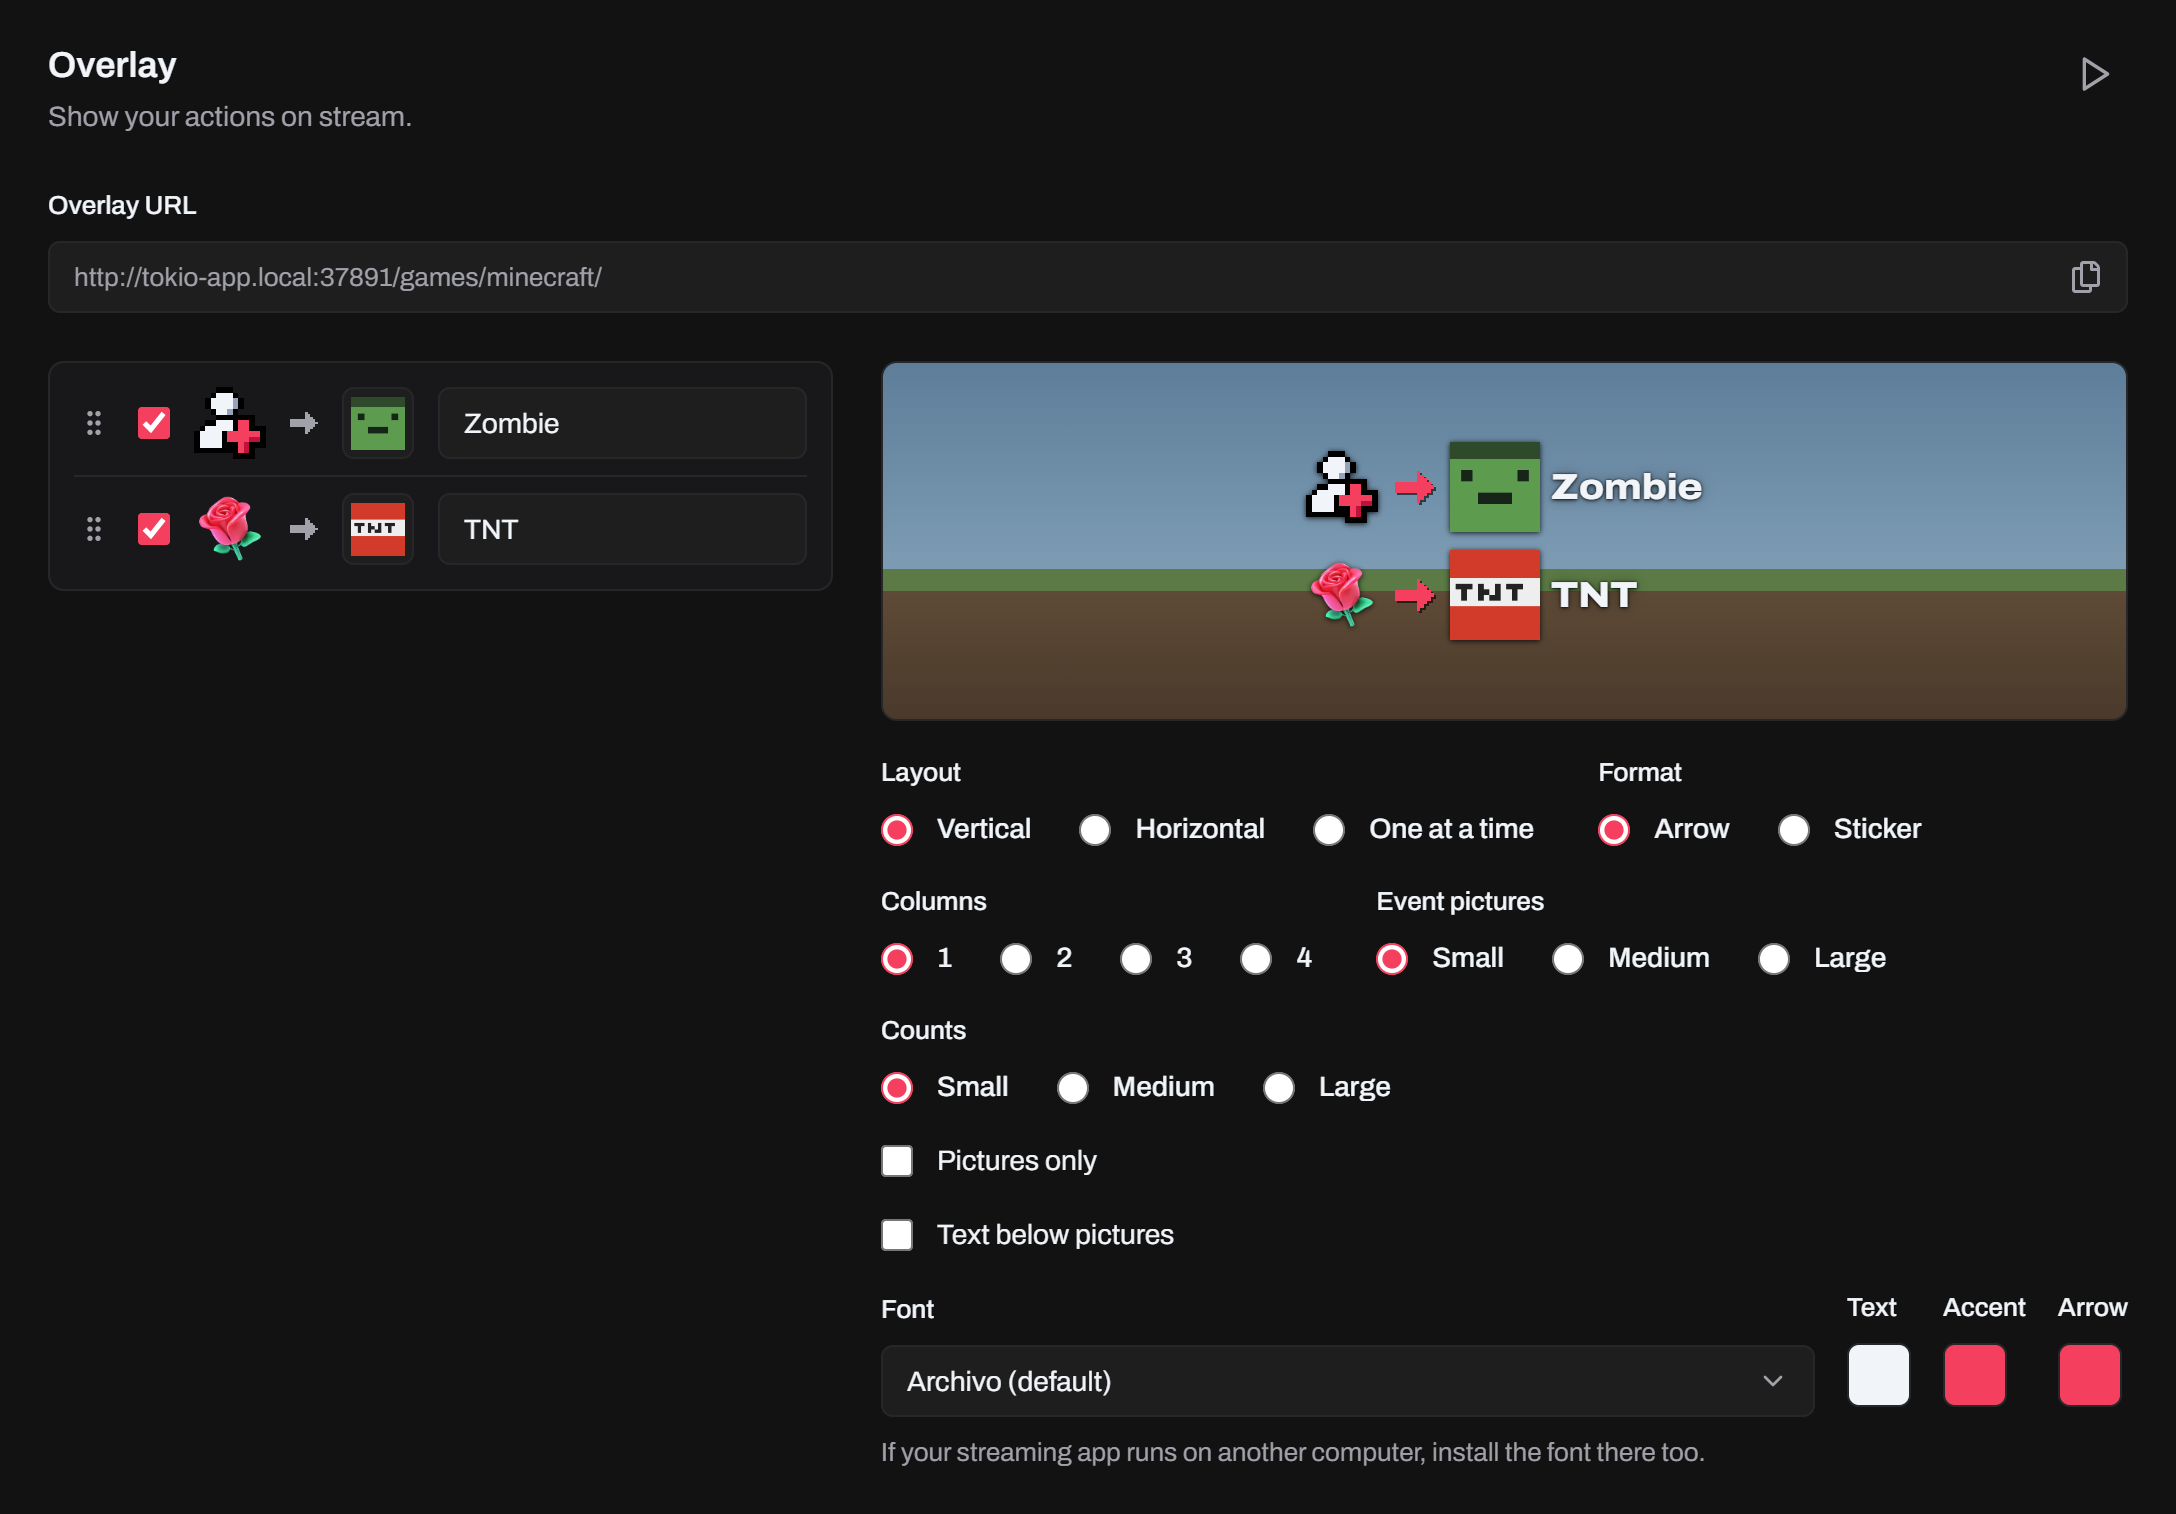 Overlay
Show your actions on stream.
Overlay URL
http://tokio-app.local:37891/games/minecraft/
Zombie
TNT TNT
Zombie
TNT TNT
Layout
Vertical Horizontal One at a time
Format
Arrow Sticker
Columns
1 2 3 4
Event pictures
Small Medium Large
Counts
Small Medium Large
Pictures only
Text below pictures
Font
Archivo (default)
Text Accent Arrow
If your streaming app runs on another computer, install the font there too.